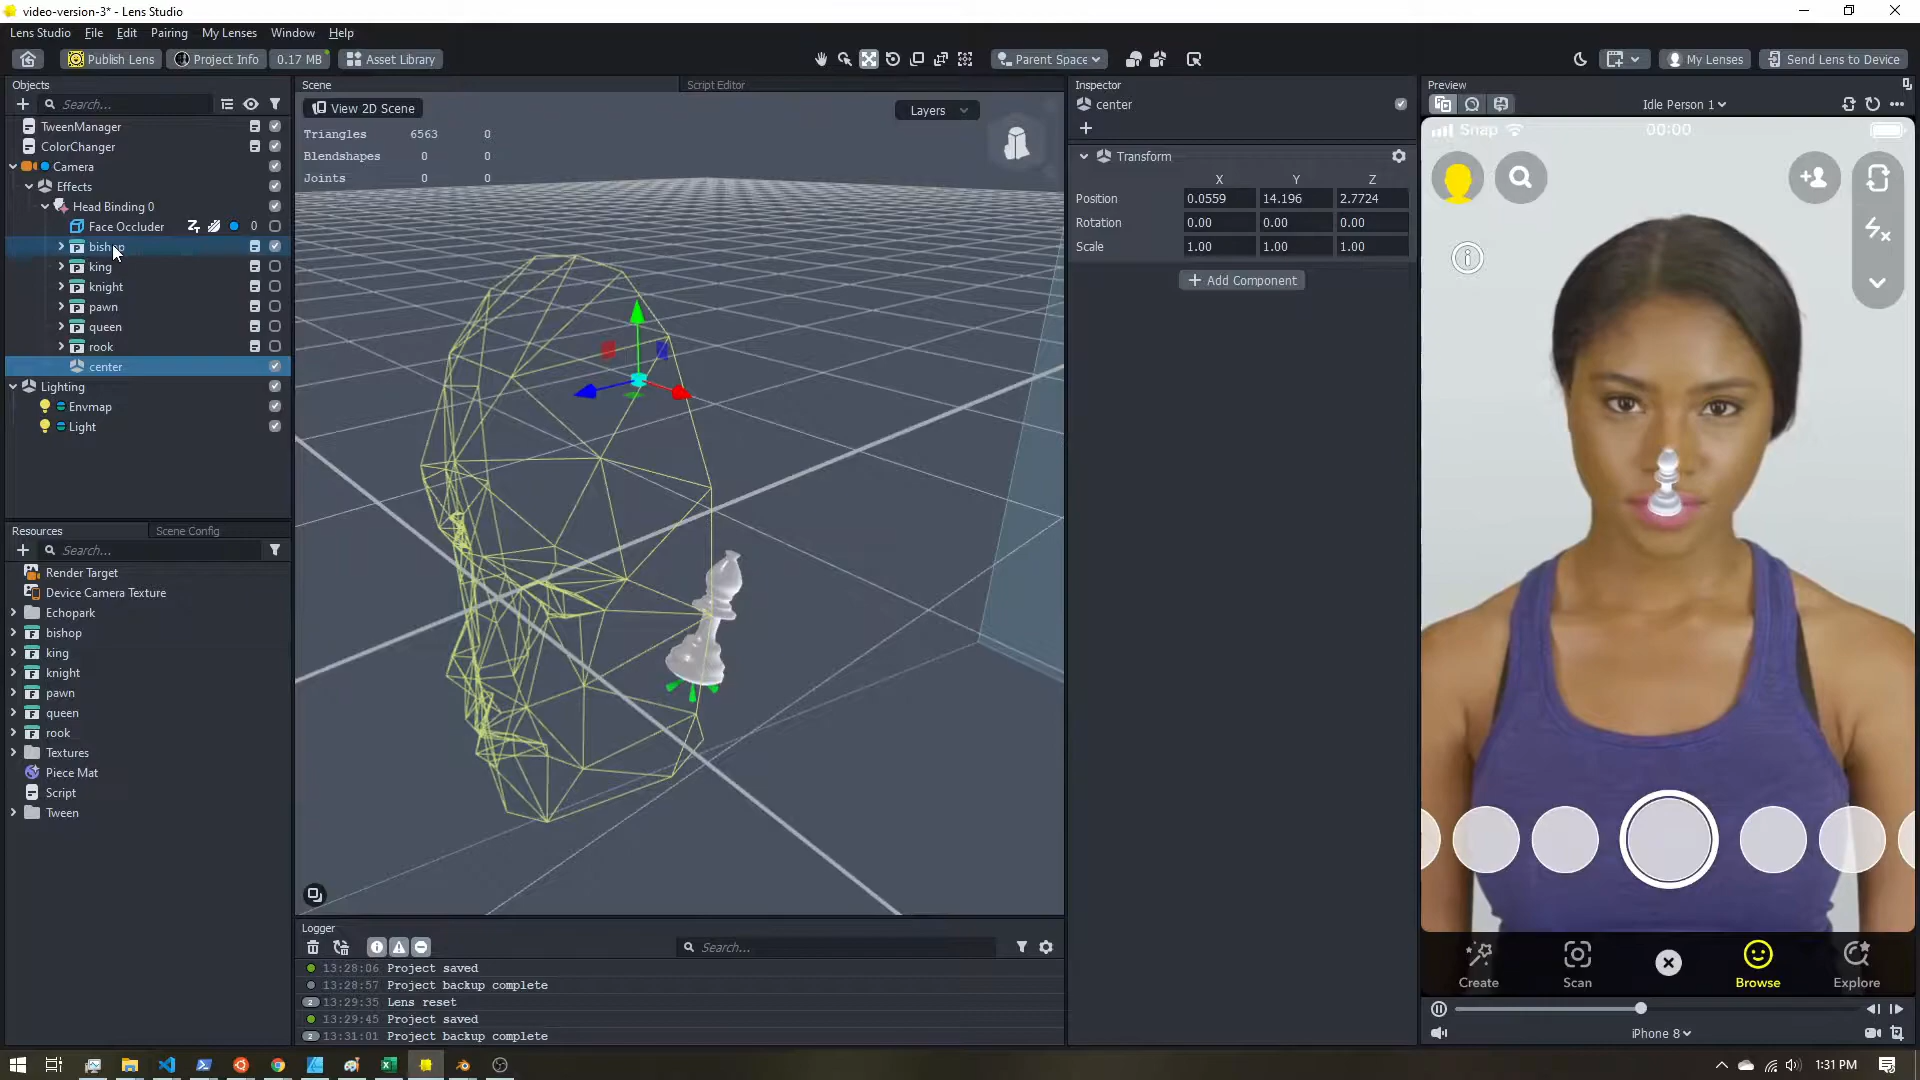 video-version-3* - Lens Studio
Lens Studio File Edit Pairing My Lenses Window Help
Publish Lens Project Info 0.17 MB Asset Library Parent Space My Lenses Send Lens to Device
Objects
Search...
TweenManager
ColorChanger
Camera
Effects
Head Binding 0
Face Occluder 0
bishop
king
knight
pawn
queen
rook
center
Lighting
Envmap
Light
Resources Scene Config
Search...
Render Target
Device Camera Texture
Echopark
bishop
king
knight
pawn
queen
rook
Textures
Piece Mat
Script
Tween
Scene Script Editor
View 2D Scene Layers
Triangles 6563 0
Blendshapes 0 0
Joints 0 0
Logger
Search...
13:28:06 Project saved
13:28:57 Project backup complete
2 13:29:35 Lens reset
13:29:45 Project saved
2 13:31:01 Project backup complete
Inspector
center
Transform
X Y Z
Position 0.0559 14.196 2.7724
Rotation 0.00 0.00 0.00
Scale 1.00 1.00 1.00
+ Add Component
Preview
Idle Person 1
Snap 00:00
Create Scan Browse Explore
iPhone 8
1:31 PM